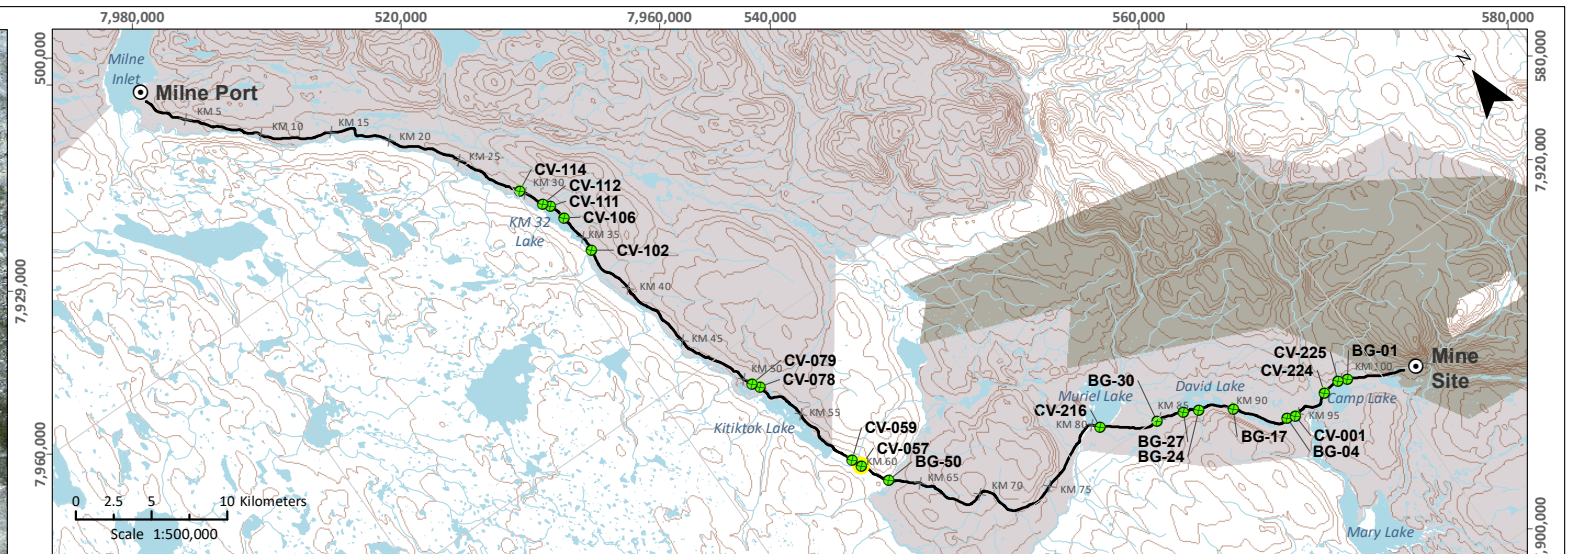 7,980,000
520,000
7,960,000
540,000
560,000
580,000
500,000
580,000
Milne
Inlet
Milne Port
KM 5
KM 10
KM 15
KM 20
KM 25
N
7,920,000
CV-114
KM 30
CV-112
CV-111
CV-106
KM 32
Lake
KM 35
CV-102
7,929,000
KM 40
KM 45
CV-079
KM 50
CV-078
KM 55
Kitiktok Lake
CV-059
CV-057
KM 60
BG-50
KM 65
KM 70
KM 75
CV-225
BG-01
CV-224
KM 100
Mine
Site
BG-30
David Lake
Muriel Lake
Camp Lake
CV-216
KM 80
KM 85
KM 90
KM 95
BG-27
BG-24
BG-17
CV-001
BG-04
7,960,000
0 2.5 5 10 Kilometers
Scale 1:500,000
Mary Lake
,900,000